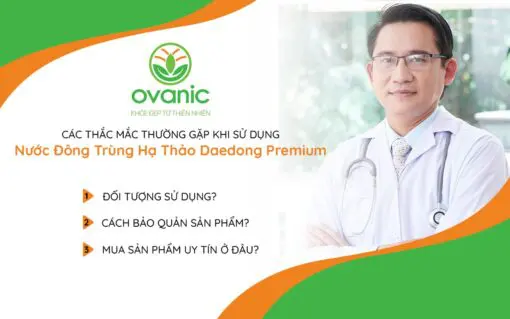 ovanic
KHỎE ĐẸP TỪ THIÊN NHIÊN
CÁC THẮC MẮC THƯỜNG GẶP KHI SỬ DỤNG
Nước Đông Trùng Hạ Thảo Daedong Premium
1 ĐỐI TƯỢNG SỬ DỤNG?
2 CÁCH BẢO QUẢN SẢN PHẨM?
3 MUA SẢN PHẨM UY TÍN Ở ĐÂU?